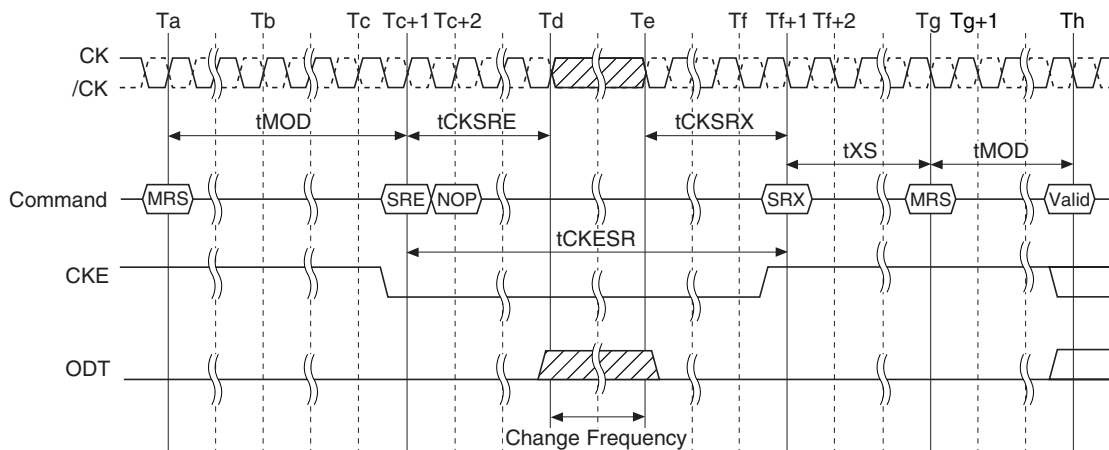 Ta Tb Tc Tc+1 Tc+2 Td Te Tf Tf+1 Tf+2 Tg Tg+1 Th
CK
/CK
tMOD tCKSRE tCKSRX
tXS tMOD
Command MRS SRE NOP SRX MRS Valid
tCKESR
CKE
ODT
Change Frequency